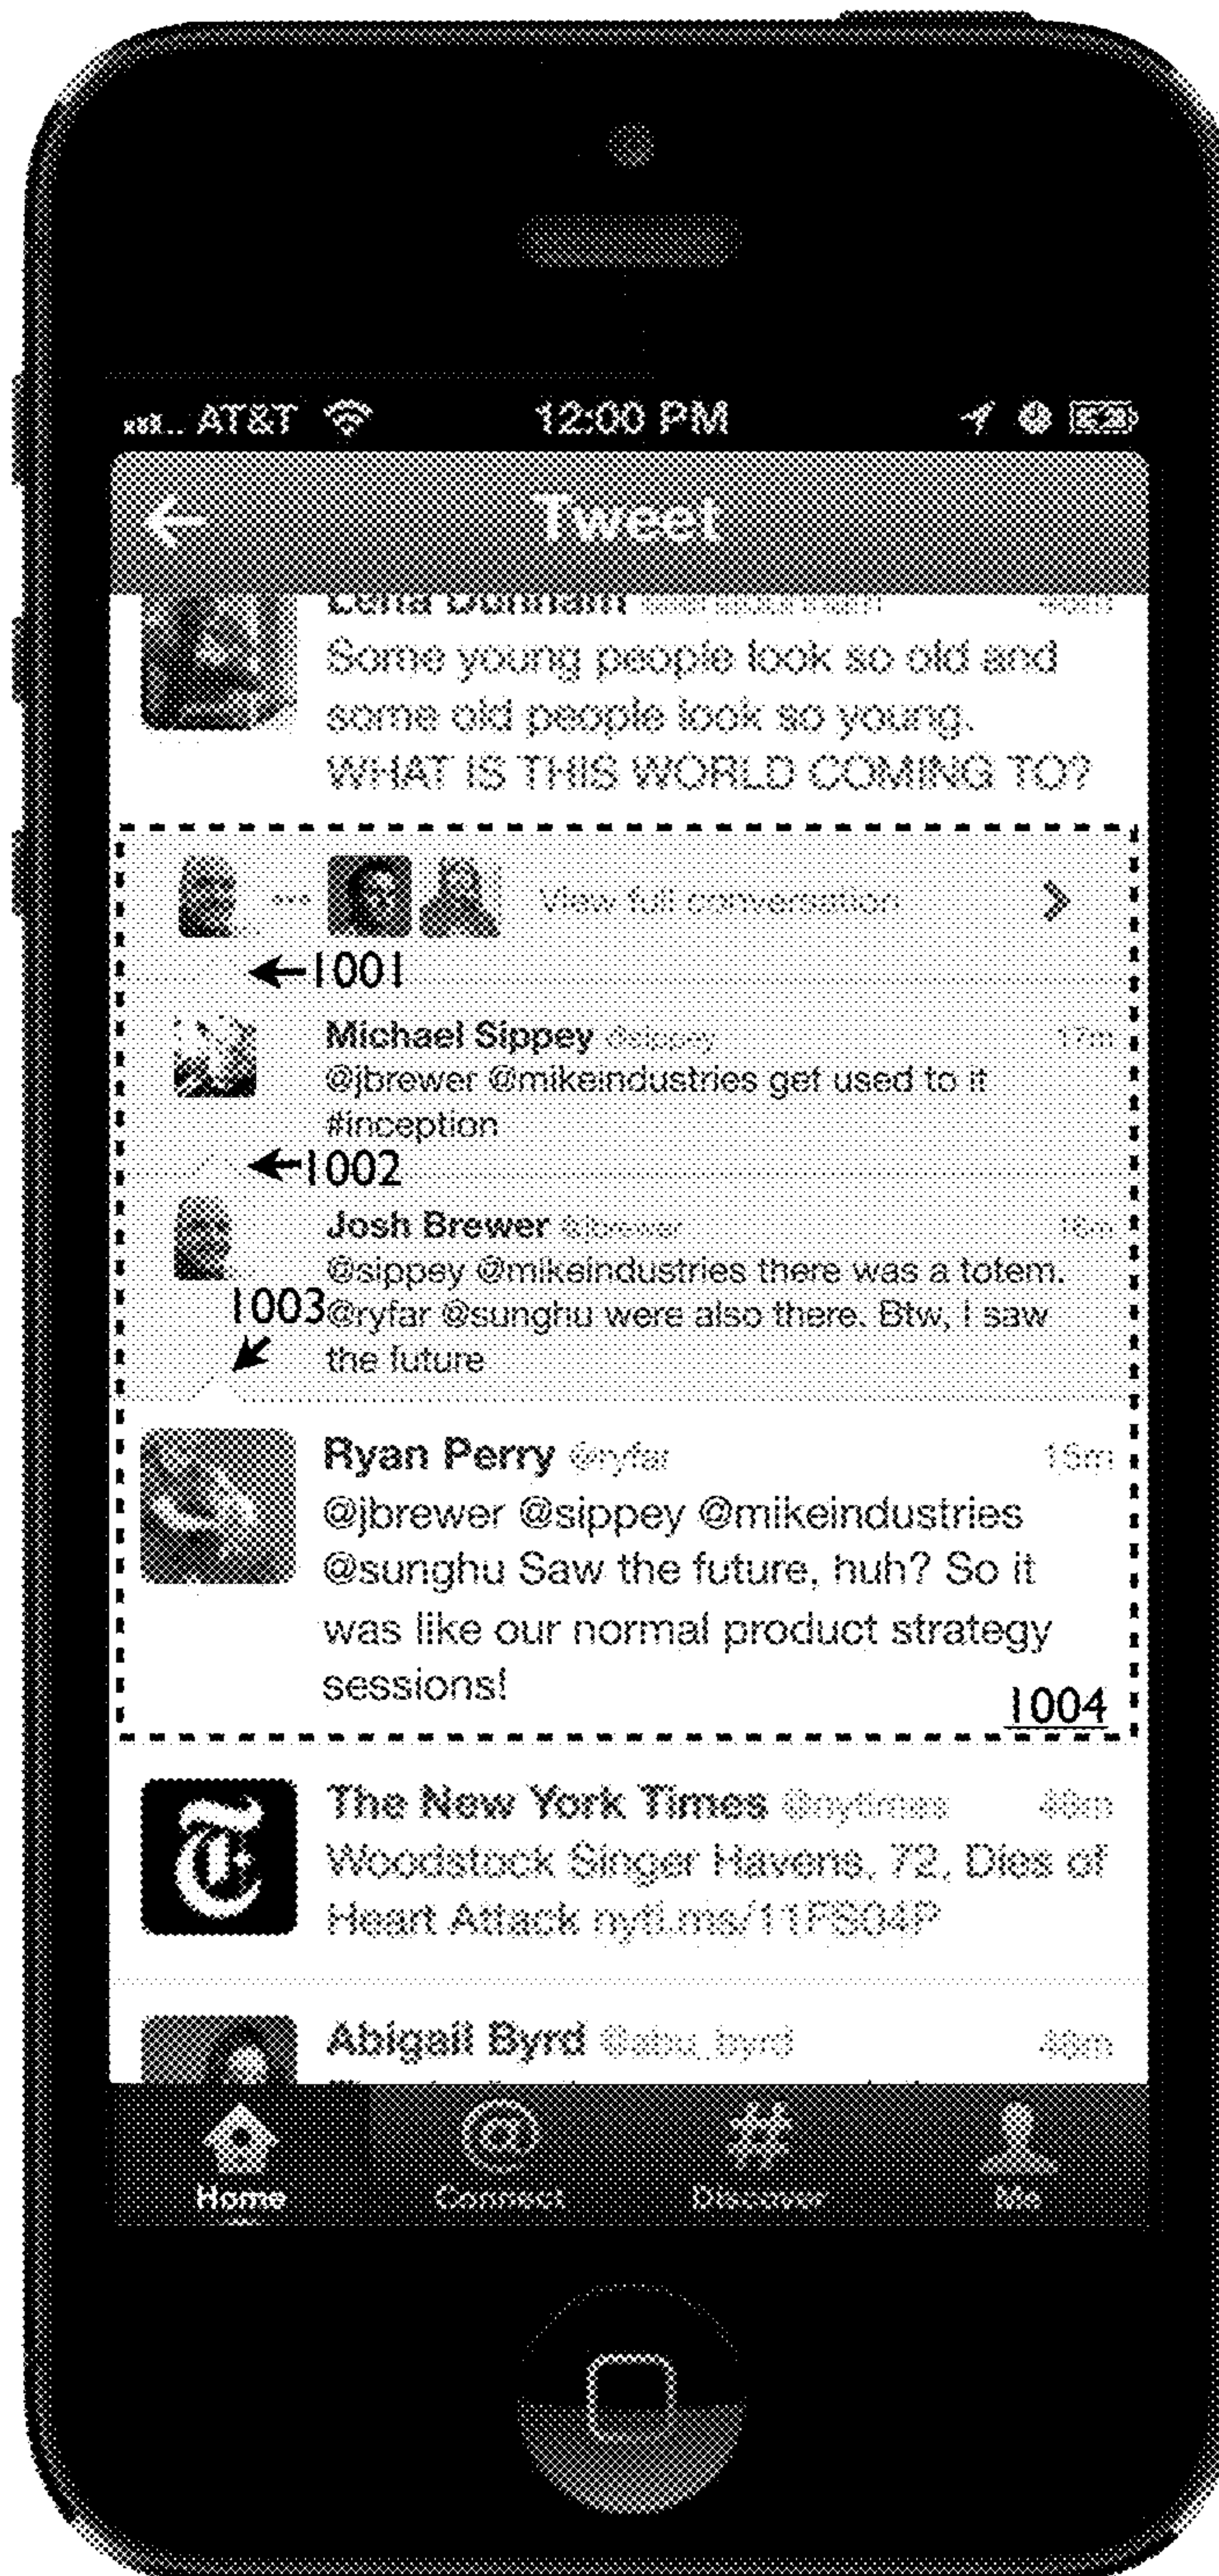 AT&T 12:00 PM
Tweet
Some young people look so old and
some old people look so young.
WHAT IS THIS WORLD COMING TO?
View full conversation
1001
Michael Sippey @sippey 17m
@jbrewer @mikeindustries get used to it
#inception
1002
Josh Brewer @jbrewer 16m
@sippey @mikeindustries there was a totem.
1003 @ryfar @sunghu were also there. Btw, I saw
the future
Ryan Perry @ryfar 15m
@jbrewer @sippey @mikeindustries
@sunghu Saw the future, huh? So it
was like our normal product strategy
sessions!
1004
The New York Times @nytimes
Woodstock Singer Havens, 72, Dies of
Heart Attack
Abigail Byrd @abu_byrd
Home Connect Discover Me